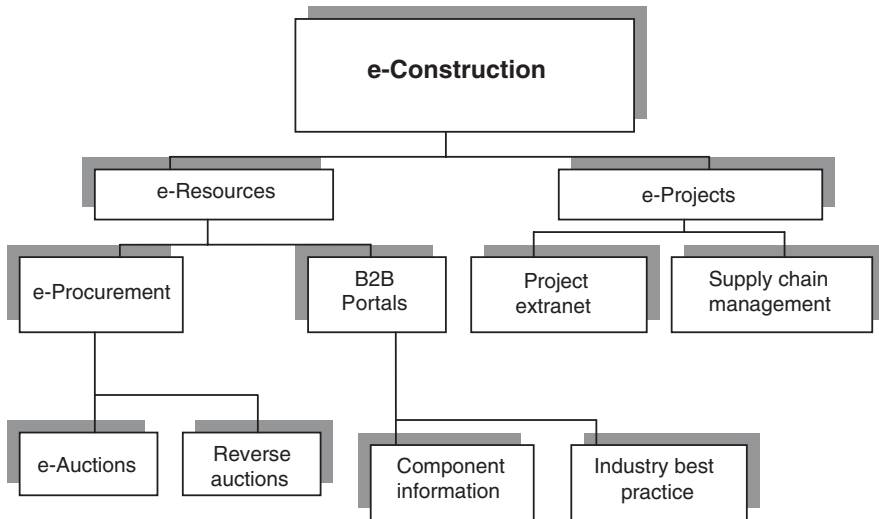 e-Construction
e-Resources
e-Projects
e-Procurement
B2B
Portals
Project
extranet
Supply chain
management
e-Auctions
Reverse
auctions
Component
information
Industry best
practice